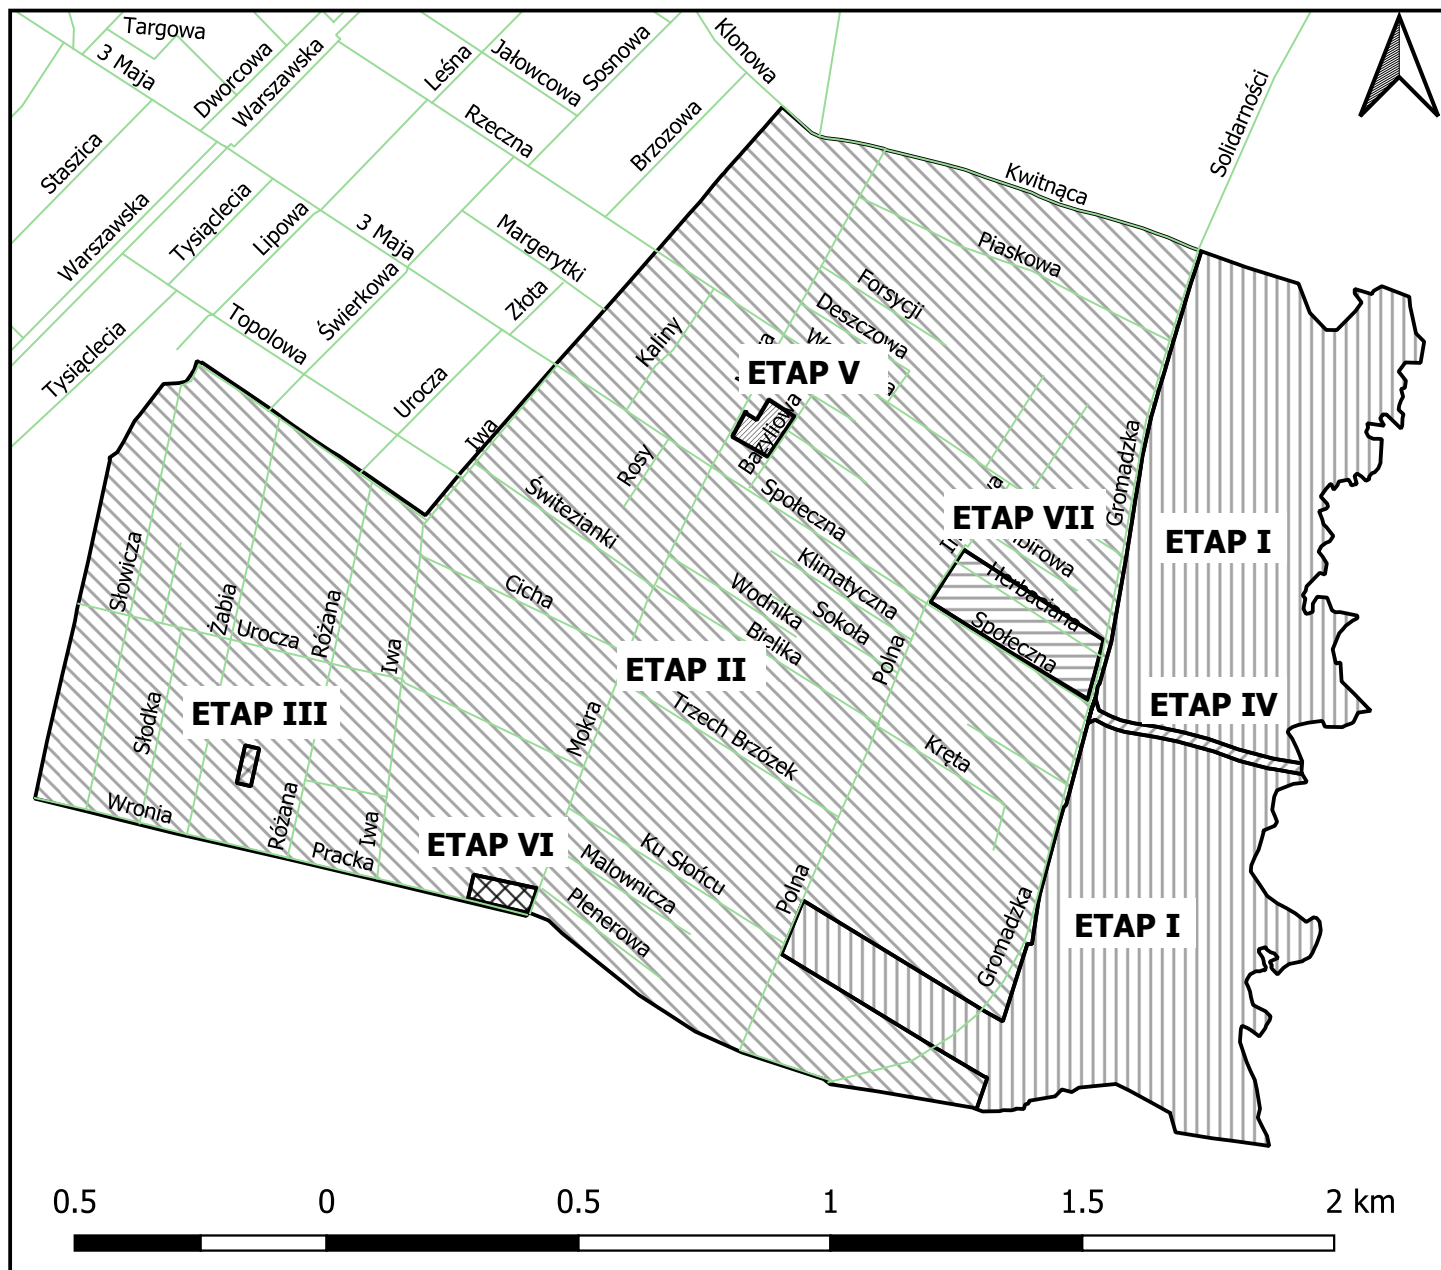 Targowa
3 Maja
Dworcowa
Warszawska
Leśna
Jałowcowa
Sosnowa
Klonowa
Rzeczna
Brzozowa
Solidarności
Staszica
Warszawska
Tysiąclecia
Lipowa
3 Maja
Margerytki
Kwitnąca
Piaskowa
Świerkowa
Złota
Topolowa
Tysiąclecia
Urocza
Iwa
Kaliny
Forsycji
Deszczowa
ETAP V
Bazyliowa
Rosy
Świtezianki
Społeczna
Gromadzka
ETAP VII
ETAP I
Herbaciana
Społeczna
Klimatyczna
Wodnika
Sokoła
Bielika
Polna
Cicha
Słowicza
Żabia
Urocza
Różana
Iwa
ETAP II
ETAP III
ETAP IV
Słodka
Mokra
Trzech Brzózek
Kręta
Wronia
Różana
Iwa
Pracka
ETAP VI
Ku Słońcu
Malownicza
Plenerowa
Polna
Gromadzka
ETAP I
0.5 0 0.5 1 1.5 2 km